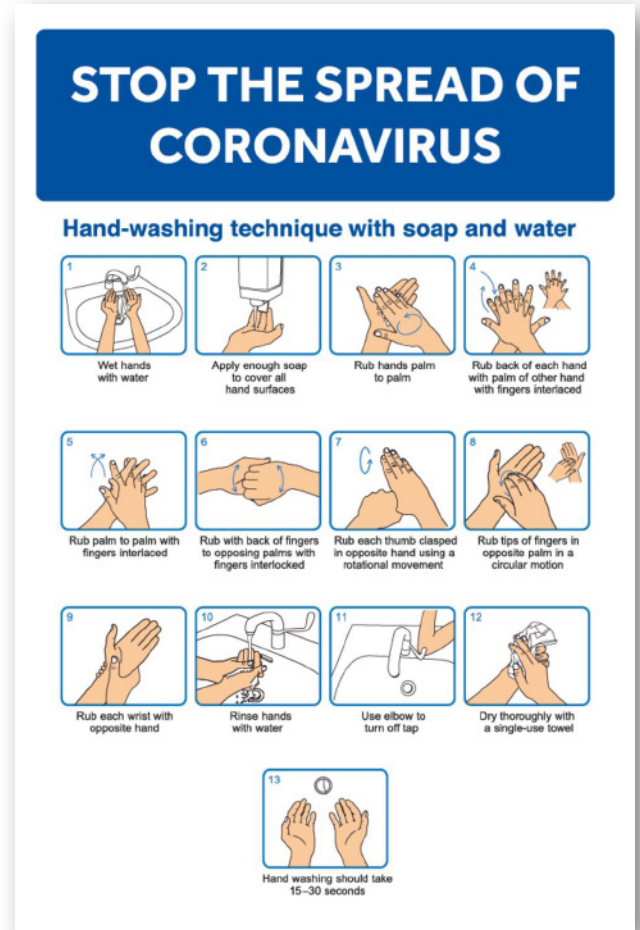 STOP THE SPREAD OF
CORONAVIRUS
Hand-washing technique with soap and water
1
Wet hands
with water
2
Apply enough soap
to cover all
hand surfaces
3
Rub hands palm
to palm
4
Rub back of each hand
with palm of other hand
with fingers interlaced
5
Rub palm to palm with
fingers interlaced
6
Rub with back of fingers
to opposing palms with
fingers interlocked
7
Rub each thumb clasped
in opposite hand using a
rotational movement
8
Rub tips of fingers in
opposite palm in a
circular motion
9
Rub each wrist with
opposite hand
10
Rinse hands
with water
11
Use elbow to
turn off tap
12
Dry thoroughly with
a single-use towel
13
Hand washing should take
15–30 seconds